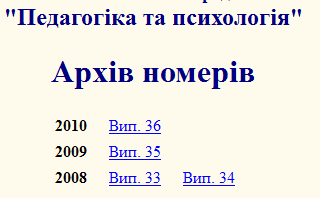 "Педагогіка та психологія"
Архів номерів
2010 Вип. 36
2009 Вип. 35
2008 Вип. 33 Вип. 34